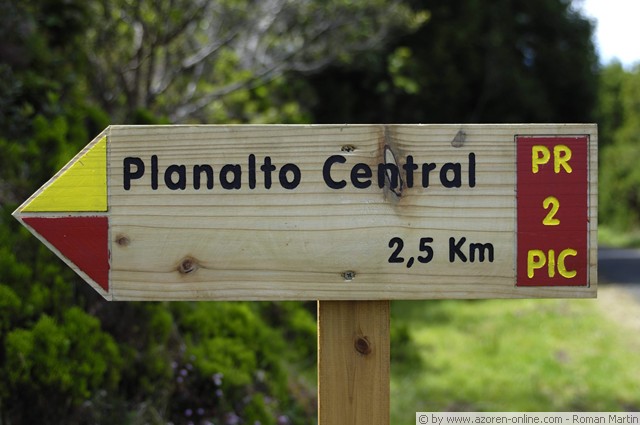 Planalto Central
2,5 Km
PR
2
PIC
© by www.azoren-online.com - Roman Martin